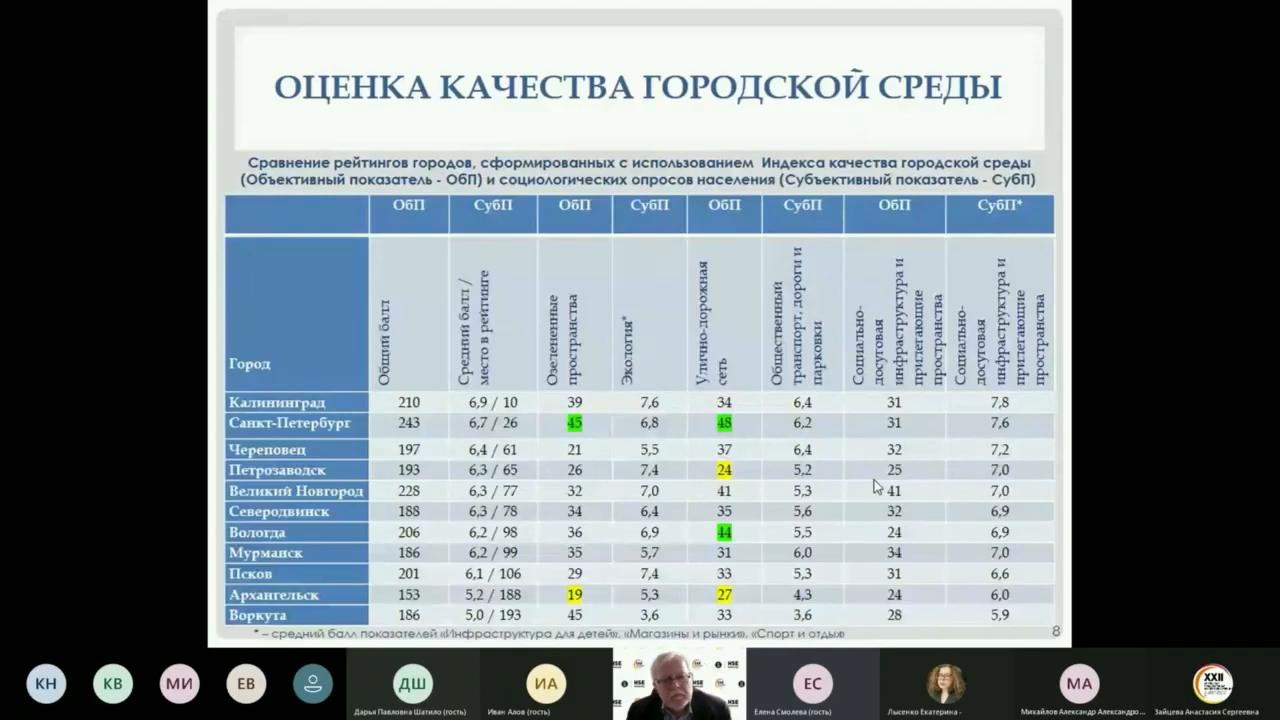 ОЦЕНКА КАЧЕСТВА ГОРОДСКОЙ СРЕДЫ
Сравнение рейтингов городов, сформированных с использованием Индекса качества городской среды
(Объективный показатель - ОбП) и социологических опросов населения (Субъективный показатель - СубП)
ОбП СубП ОбП СубП ОбП СубП ОбП СубП*
Город
Общий балл
Средний балл /
место в рейтинге
Озелененные
пространства
Экология*
Улично-дорожная
сеть
Общественный
транспорт, дороги и
парковки
Социально-
досуговая
инфраструктура и
прилегающие
пространства
Социально-
досуговая
инфраструктура и
прилегающие
пространства
Калининград 210 6,9 / 10 39 7,6 34 6,4 31 7,8
Санкт-Петербург 243 6,7 / 26 45 6,8 48 6,2 31 7,6
Череповец 197 6,4 / 61 21 5,5 37 6,4 32 7,2
Петрозаводск 193 6,3 / 65 26 7,4 24 5,2 25 7,0
Великий Новгород 228 6,3 / 77 32 7,0 41 5,3 41 7,0
Северодвинск 188 6,3 / 78 34 6,4 35 5,6 32 6,9
Вологда 206 6,2 / 98 36 6,9 44 5,5 24 6,9
Мурманск 186 6,2 / 99 35 5,7 31 6,0 34 7,0
Псков 201 6,1 / 106 29 7,4 33 5,3 31 6,6
Архангельск 153 5,2 / 188 19 5,3 27 4,3 24 6,0
Воркута 186 5,0 / 193 45 3,6 33 3,6 28 5,9
* – средний балл показателей «Инфраструктура для детей», «Магазины и рынки», «Спорт и отдых»
8
КН КВ МИ ЕВ ДШ ИА ЕС МА XXII
HSE
HSE
Дарья Павловна Шатило (гость) Иван Алов (гость) Елена Смолева (гость) Лысенко Екатерина - Михайлов Александр Александро ... Зайцева Анастасия Сергеевна